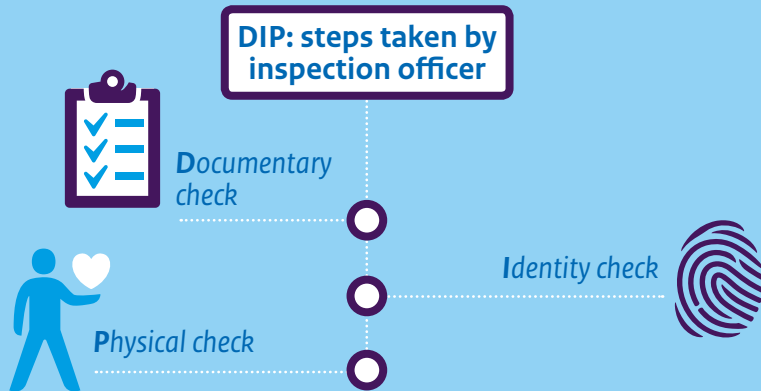 DIP: steps taken by
inspection officer
Documentary
check
Identity check
Physical check